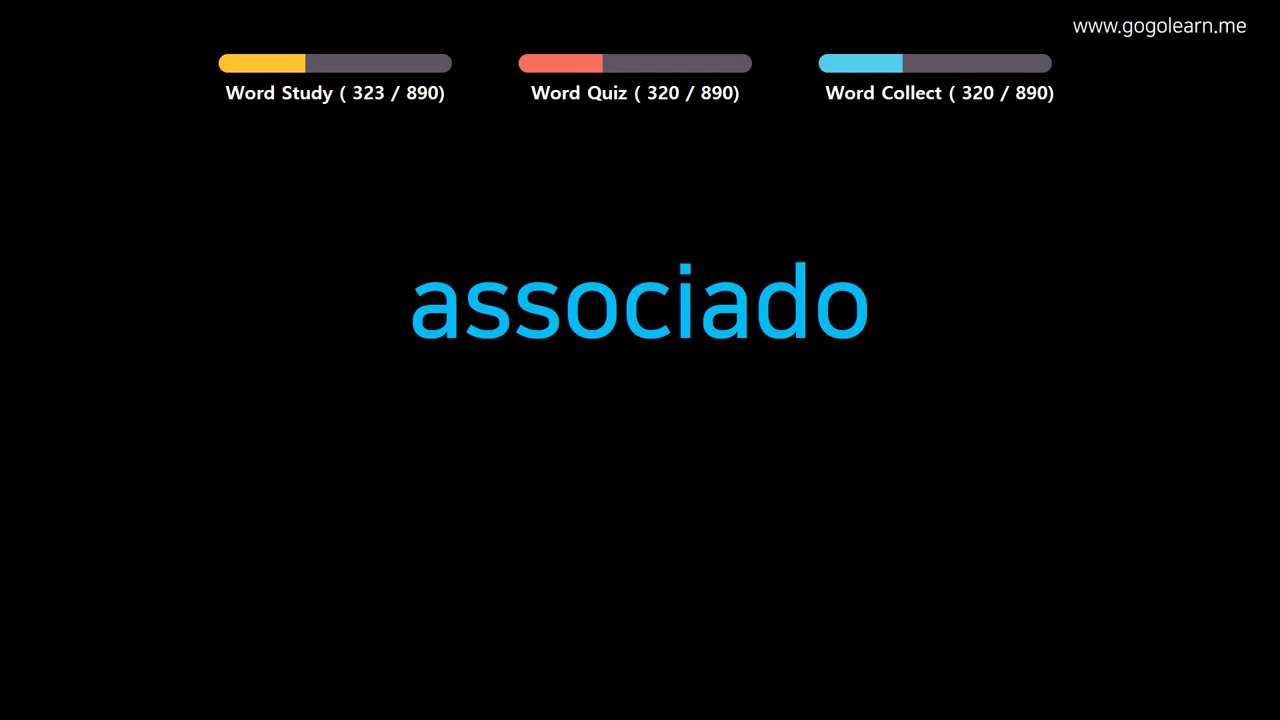 www.gogolearn.me
Word Study ( 323 / 890)
Word Quiz ( 320 / 890)
Word Collect ( 320 / 890)
associado